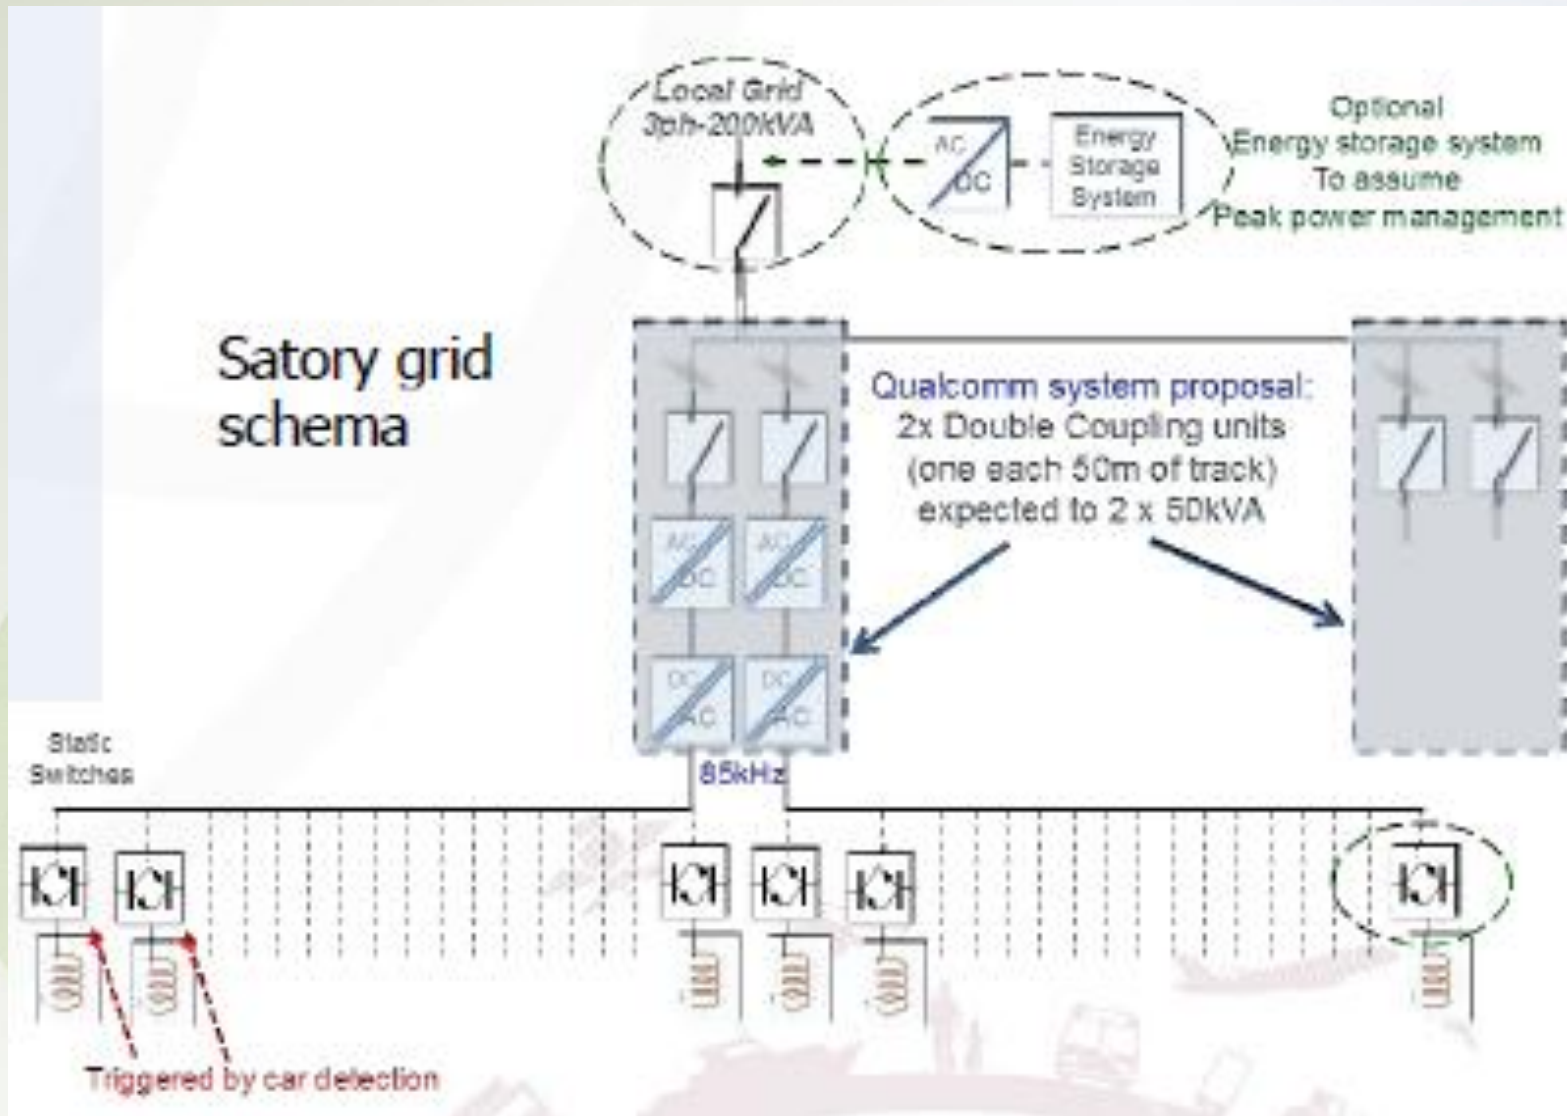 Local Grid
3ph-200kVA
AC
DC
Energy
Storage
System
Optional
Energy storage system
To assume
Peak power management
Satory grid
schema
Qualcomm system proposal:
2x Double Coupling units
(one each 50m of track)
expected to 2 x 50kVA
AC
DC
AC
DC
DC
AC
DC
AC
85kHz
Static
Switches
Triggered by car detection